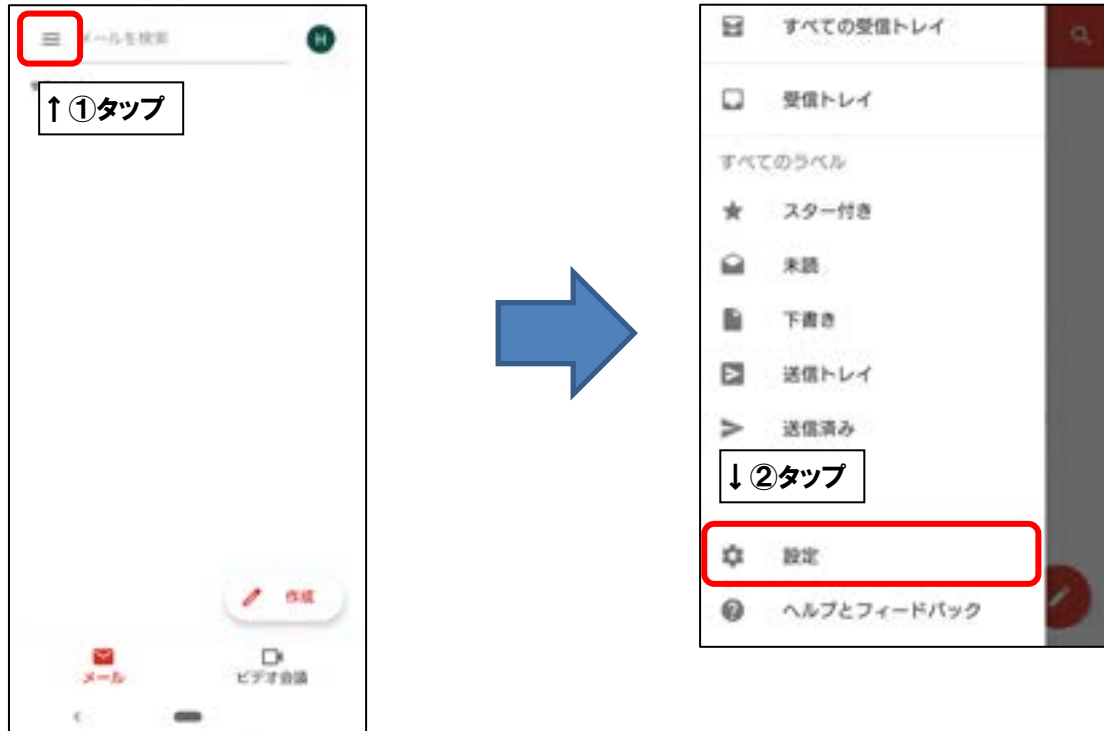 メールを検索
H
↑①タップ
作成
メール
ビデオ会議
すべての受信トレイ
受信トレイ
すべてのラベル
スター付き
未読
下書き
送信トレイ
送信済み
↓②タップ
設定
ヘルプとフィードバック